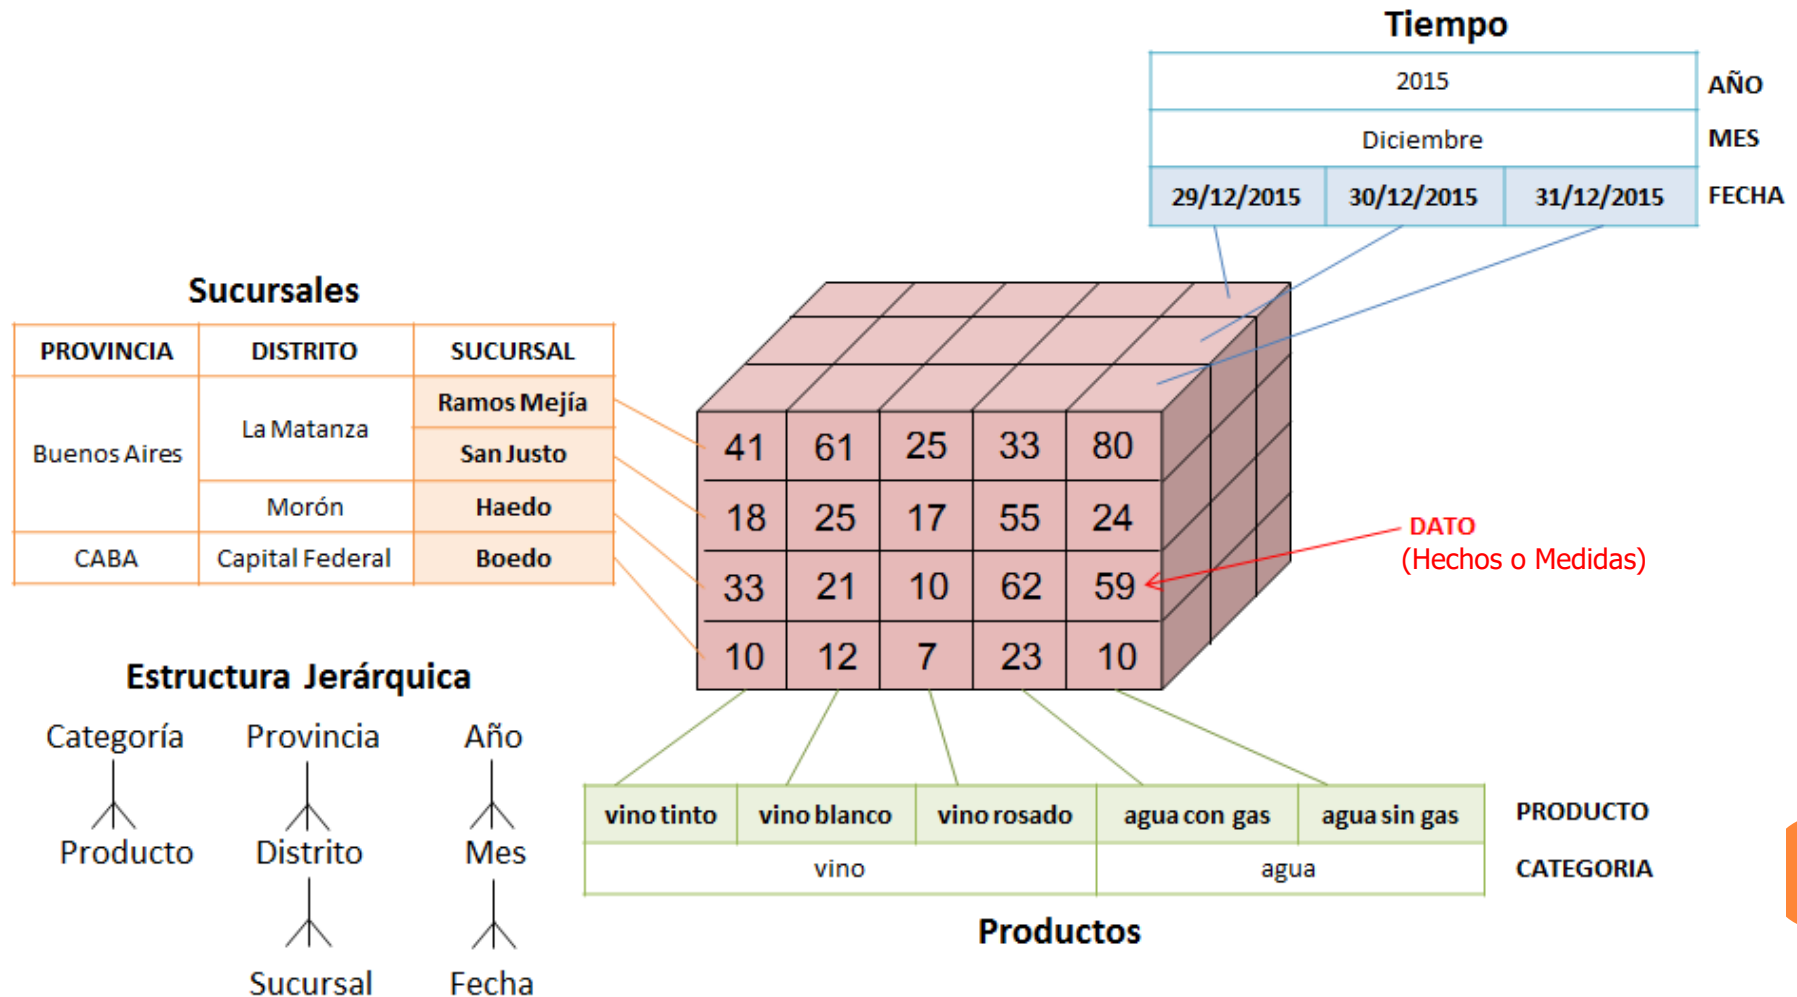 Tiempo
2015 AÑO
Diciembre MES
29/12/2015 30/12/2015 31/12/2015 FECHA
Sucursales
PROVINCIA DISTRITO SUCURSAL
Buenos Aires La Matanza Ramos Mejía
San Justo
Morón Haedo
CABA Capital Federal Boedo
41 61 25 33 80
18 25 17 55 24
33 21 10 62 59
10 12 7 23 10
DATO
(Hechos o Medidas)
Estructura Jerárquica
Categoría Provincia Año
Producto Distrito Mes
Sucursal Fecha
vino tinto vino blanco vino rosado agua con gas agua sin gas PRODUCTO
vino agua CATEGORIA
Productos